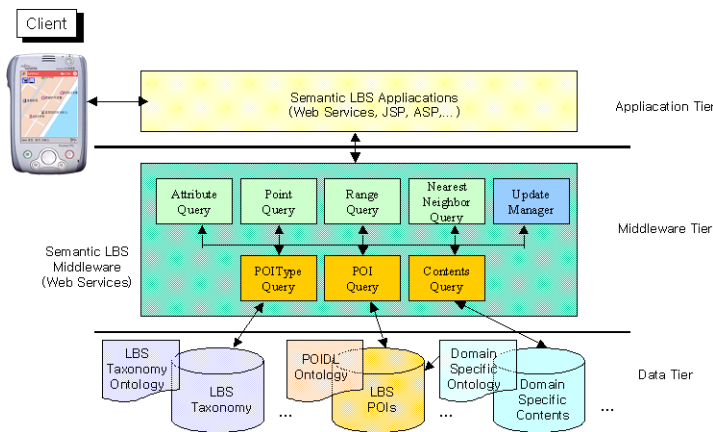 Client
Semantic LBS Appliacations
(Web Services, JSP, ASP,... )
Appliacation Tier
Attribute
Query
Point
Query
Range
Query
Nearest
Neighbor
Query
Update
Manager
Middleware Tier
Semantic LBS
Middleware
(Web Services)
POIType
Query
POI
Query
Contents
Query
LBS
Taxonomy
Ontology
LBS
Taxonomy
...
POIDL
Ontology
LBS
POIs
...
Domain
Specific
Ontology
Domain
Specific
Contents
...
Data Tier